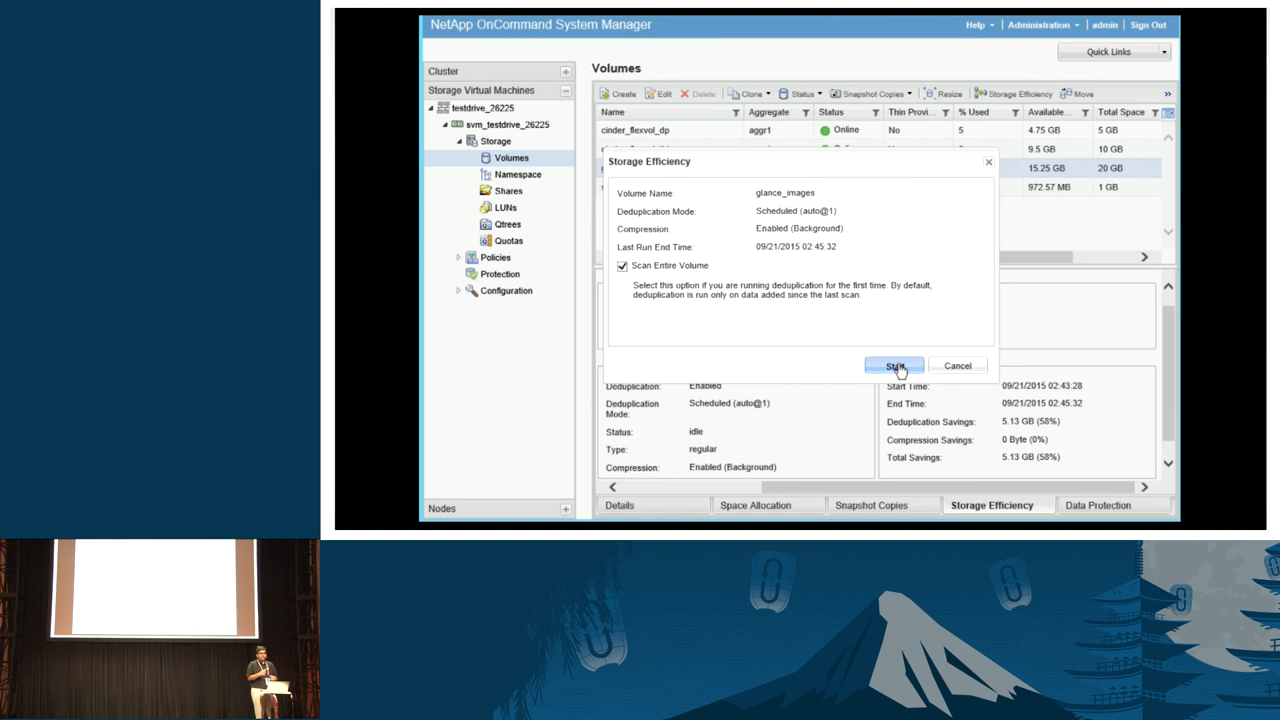 NetApp OnCommand System Manager
Help | Administration | admin | Sign Out
Quick Links
Cluster
Storage Virtual Machines
testdrive_26225
svm_testdrive_26225
Storage
Volumes
Namespace
Shares
LUNs
Qtrees
Quotas
Policies
Protection
Configuration
Nodes
Volumes
Create Edit Delete Clone Status Snapshot Copies Resize Storage Efficiency Move »
Name Aggregate Status Thin Provi... % Used Available... Total Space
cinder_flexvol_dp aggr1 Online No 5 4.75 GB 5 GB
9.5 GB 10 GB
15.25 GB 20 GB
972.57 MB 1 GB
Storage Efficiency
Volume Name: glance_images
Deduplication Mode: Scheduled (auto@1)
Compression: Enabled (Background)
Last Run End Time: 09/21/2015 02:45:32
Scan Entire Volume
Select this option if you are running deduplication for the first time. By default,
deduplication is run only on data added since the last scan.
Start Cancel
Deduplication: Enabled
Deduplication
Mode: Scheduled (auto@1)
Status: idle
Type: regular
Compression: Enabled (Background)
Start Time: 09/21/2015 02:43:28
End Time: 09/21/2015 02:45:32
Deduplication Savings: 5.13 GB (58%)
Compression Savings: 0 Byte (0%)
Total Savings: 5.13 GB (58%)
Details Space Allocation Snapshot Copies Storage Efficiency Data Protection